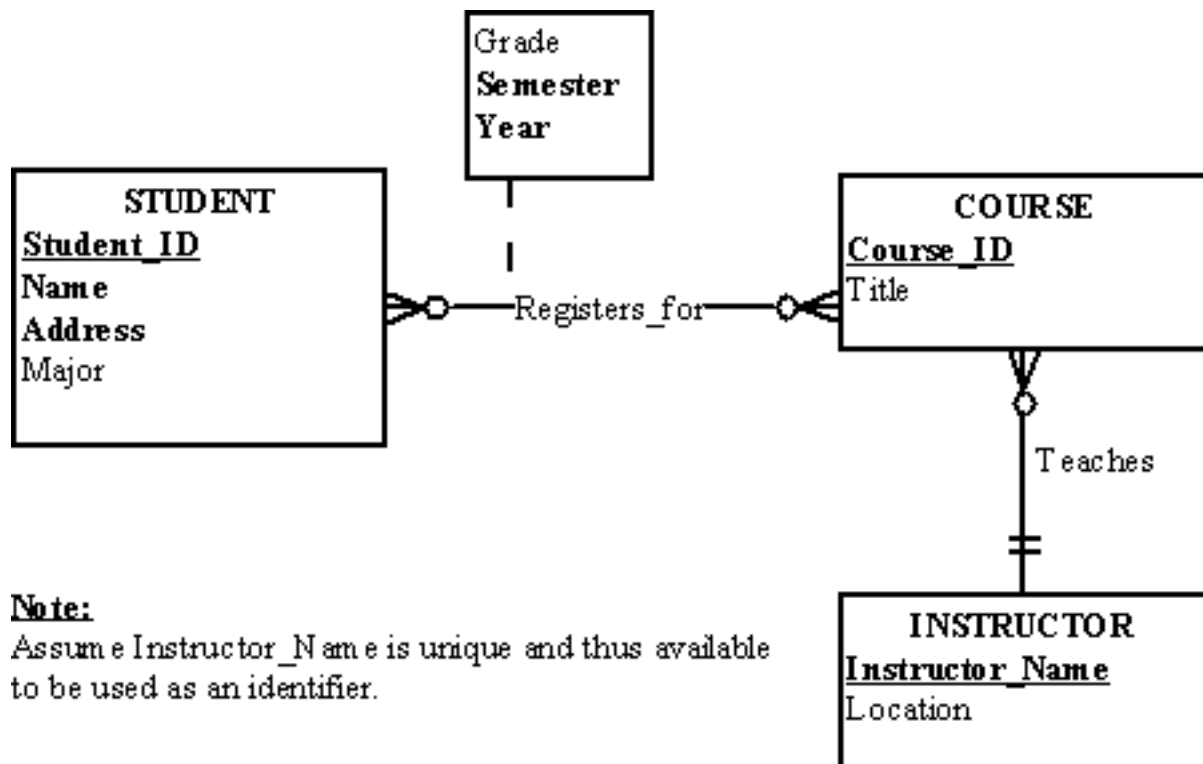 Grade
Semester
Year
STUDENT
Student_ID
Name
Address
Major
Registers_for
COURSE
Course_ID
Title
Teaches
INSTRUCTOR
Instructor_Name
Location
Note:
Assume Instructor_Name is unique and thus available
to be used as an identifier.